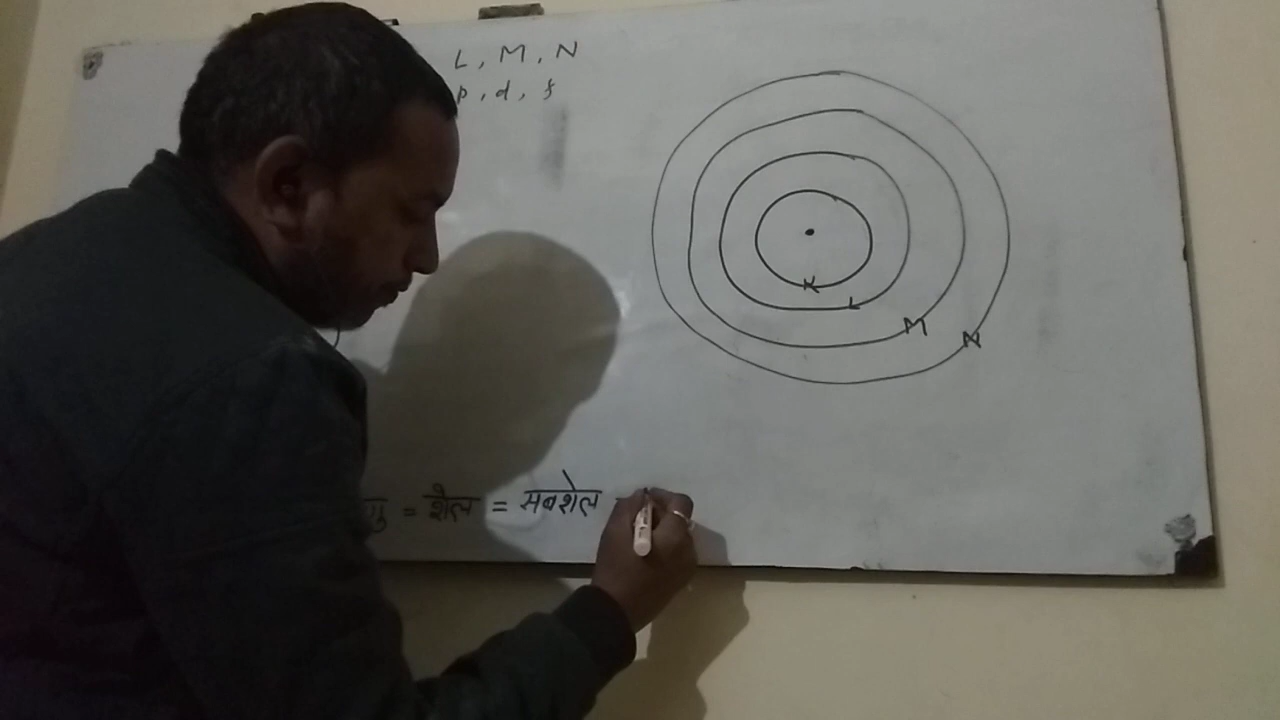 L, M, N
p, d, f
K
L
M
N
= शैल = सबशैल